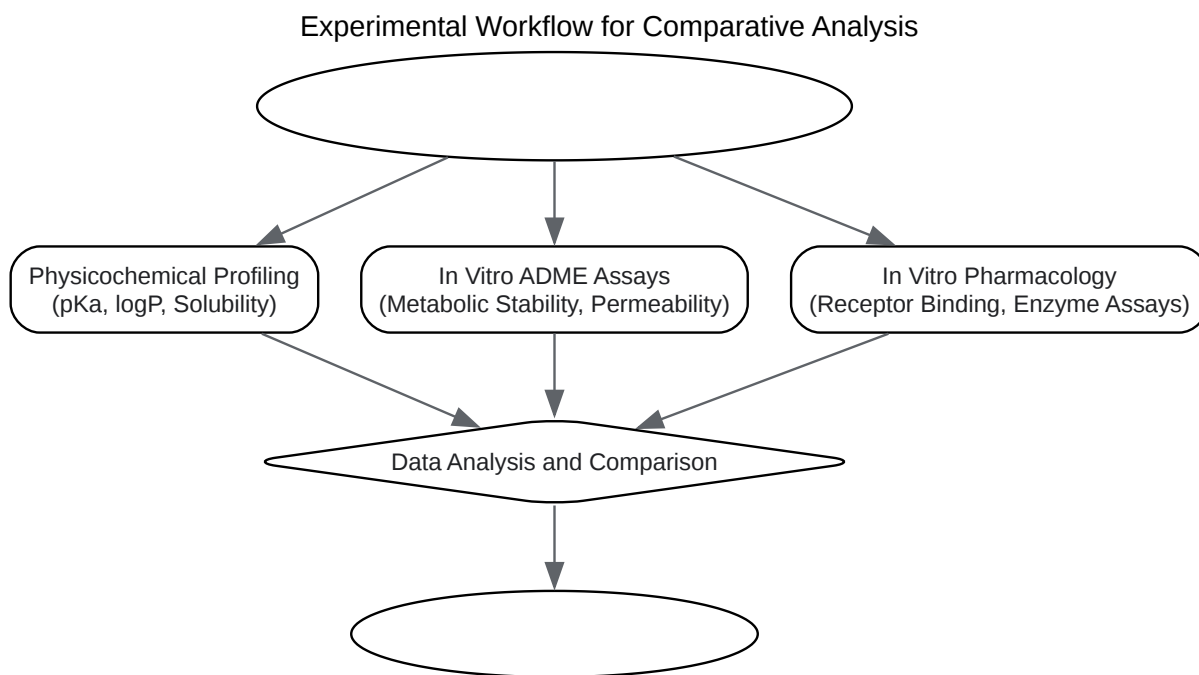 Experimental Workflow for Comparative Analysis
Physicochemical Profiling
(pKa, logP, Solubility)
In Vitro ADME Assays
(Metabolic Stability, Permeability)
In Vitro Pharmacology
(Receptor Binding, Enzyme Assays)
Data Analysis and Comparison